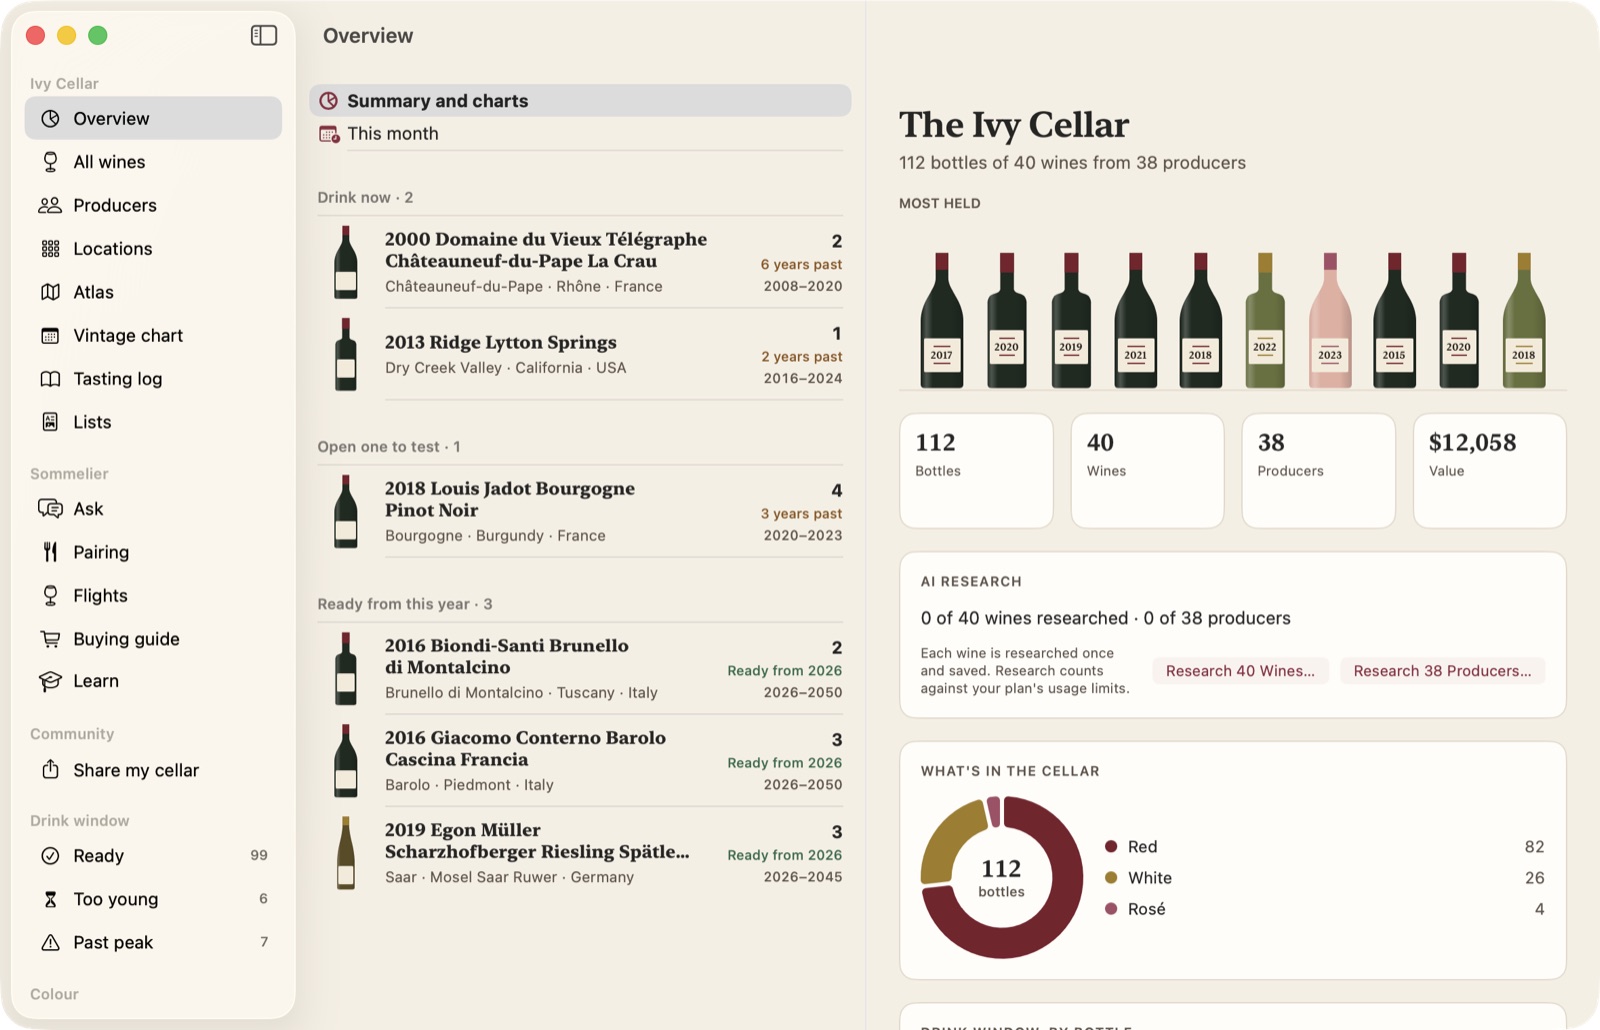 Overview
Ivy Cellar
Overview
All wines
Producers
Locations
Atlas
Vintage chart
Tasting log
Lists
Sommelier
Ask
Pairing
Flights
Buying guide
Learn
Community
Share my cellar
Drink window
Ready 99
Too young 6
Past peak 7
Colour
Summary and charts
This month
Drink now · 2
2000 Domaine du Vieux Télégraphe
Châteauneuf-du-Pape La Crau
Châteauneuf-du-Pape · Rhône · France
2
6 years past
2008–2020
2013 Ridge Lytton Springs
Dry Creek Valley · California · USA
1
2 years past
2016–2024
Open one to test · 1
2018 Louis Jadot Bourgogne
Pinot Noir
Bourgogne · Burgundy · France
4
3 years past
2020–2023
Ready from this year · 3
2016 Biondi-Santi Brunello
di Montalcino
Brunello di Montalcino · Tuscany · Italy
2
Ready from 2026
2026–2050
2016 Giacomo Conterno Barolo
Cascina Francia
Barolo · Piedmont · Italy
3
Ready from 2026
2026–2050
2019 Egon Müller
Scharzhofberger Riesling Spätle...
Saar · Mosel Saar Ruwer · Germany
3
Ready from 2026
2026–2045
The Ivy Cellar
112 bottles of 40 wines from 38 producers
MOST HELD
2017 2020 2019 2021 2018 2022 2023 2015 2020 2018
112
Bottles
40
Wines
38
Producers
$12,058
Value
AI RESEARCH
0 of 40 wines researched · 0 of 38 producers
Each wine is researched once
and saved. Research counts
against your plan's usage limits.
Research 40 Wines...
Research 38 Producers...
WHAT'S IN THE CELLAR
112
bottles
Red 82
White 26
Rosé 4
DRINK WINDOW, BY BOTTLE